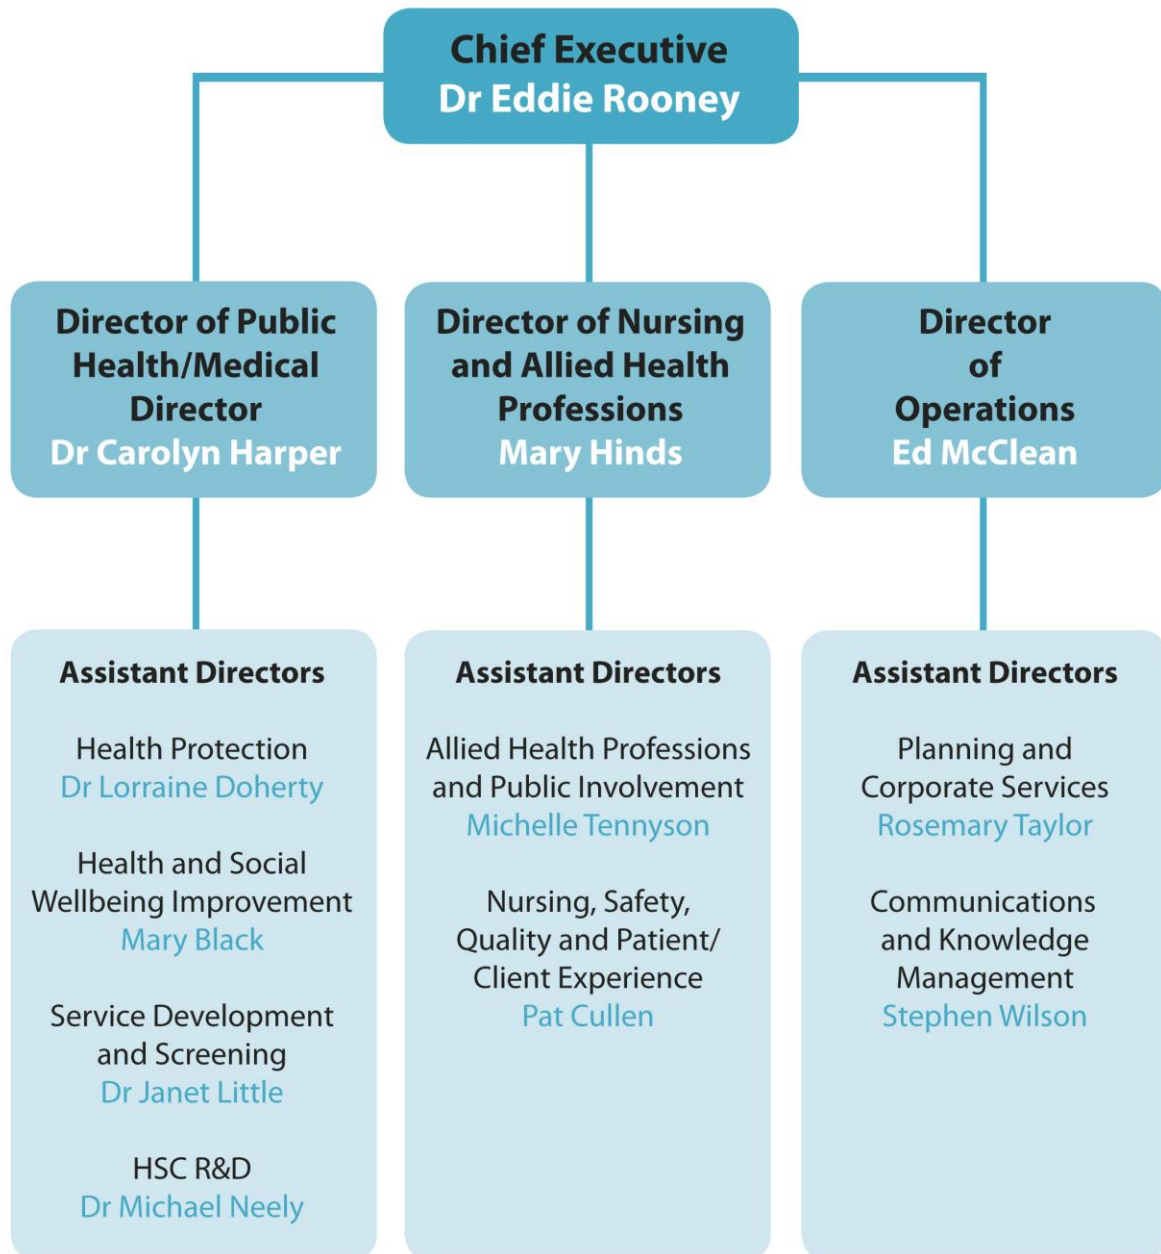 Chief Executive
Dr Eddie Rooney
Director of Public
Health/Medical
Director
Dr Carolyn Harper
Director of Nursing
and Allied Health
Professions
Mary Hinds
Director
of
Operations
Ed McClean
Assistant Directors
Health Protection
Dr Lorraine Doherty
Health and Social
Wellbeing Improvement
Mary Black
Service Development
and Screening
Dr Janet Little
HSC R&D
Dr Michael Neely
Assistant Directors
Allied Health Professions
and Public Involvement
Michelle Tennyson
Nursing, Safety,
Quality and Patient/
Client Experience
Pat Cullen
Assistant Directors
Planning and
Corporate Services
Rosemary Taylor
Communications
and Knowledge
Management
Stephen Wilson